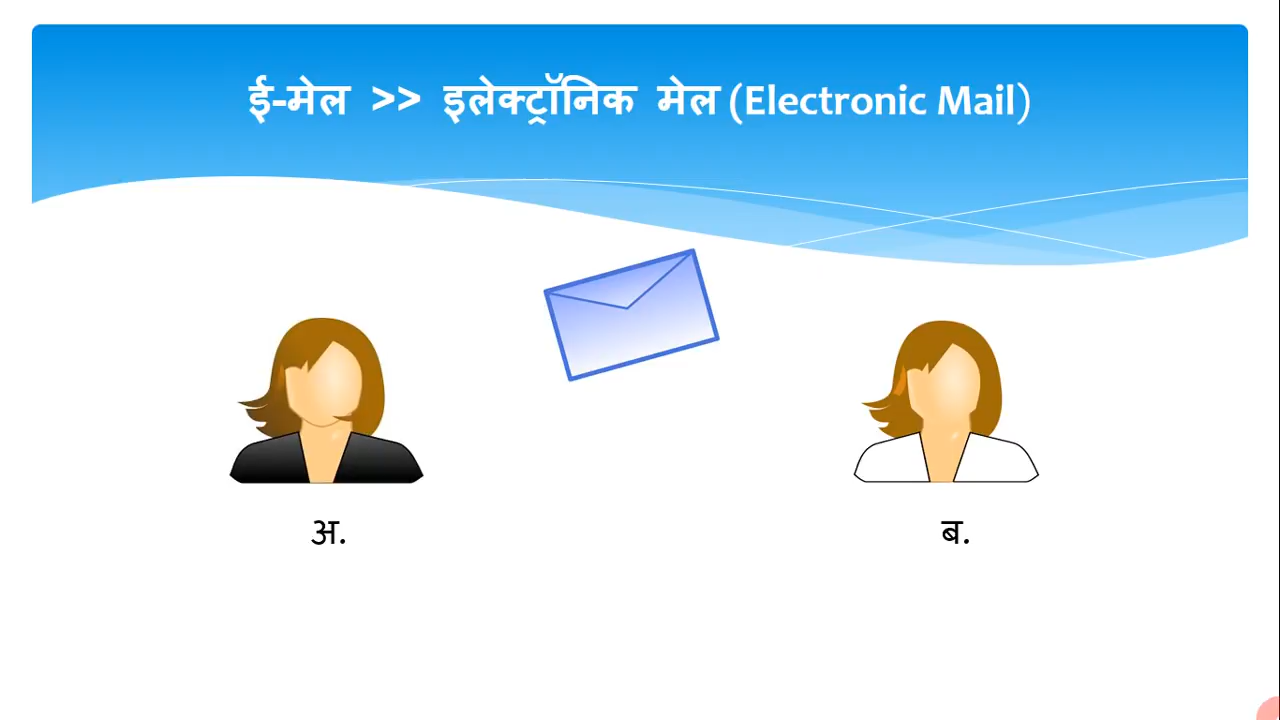 ई-मेल >> इलेक्ट्रॉनिक मेल (Electronic Mail)
अ.
ब.